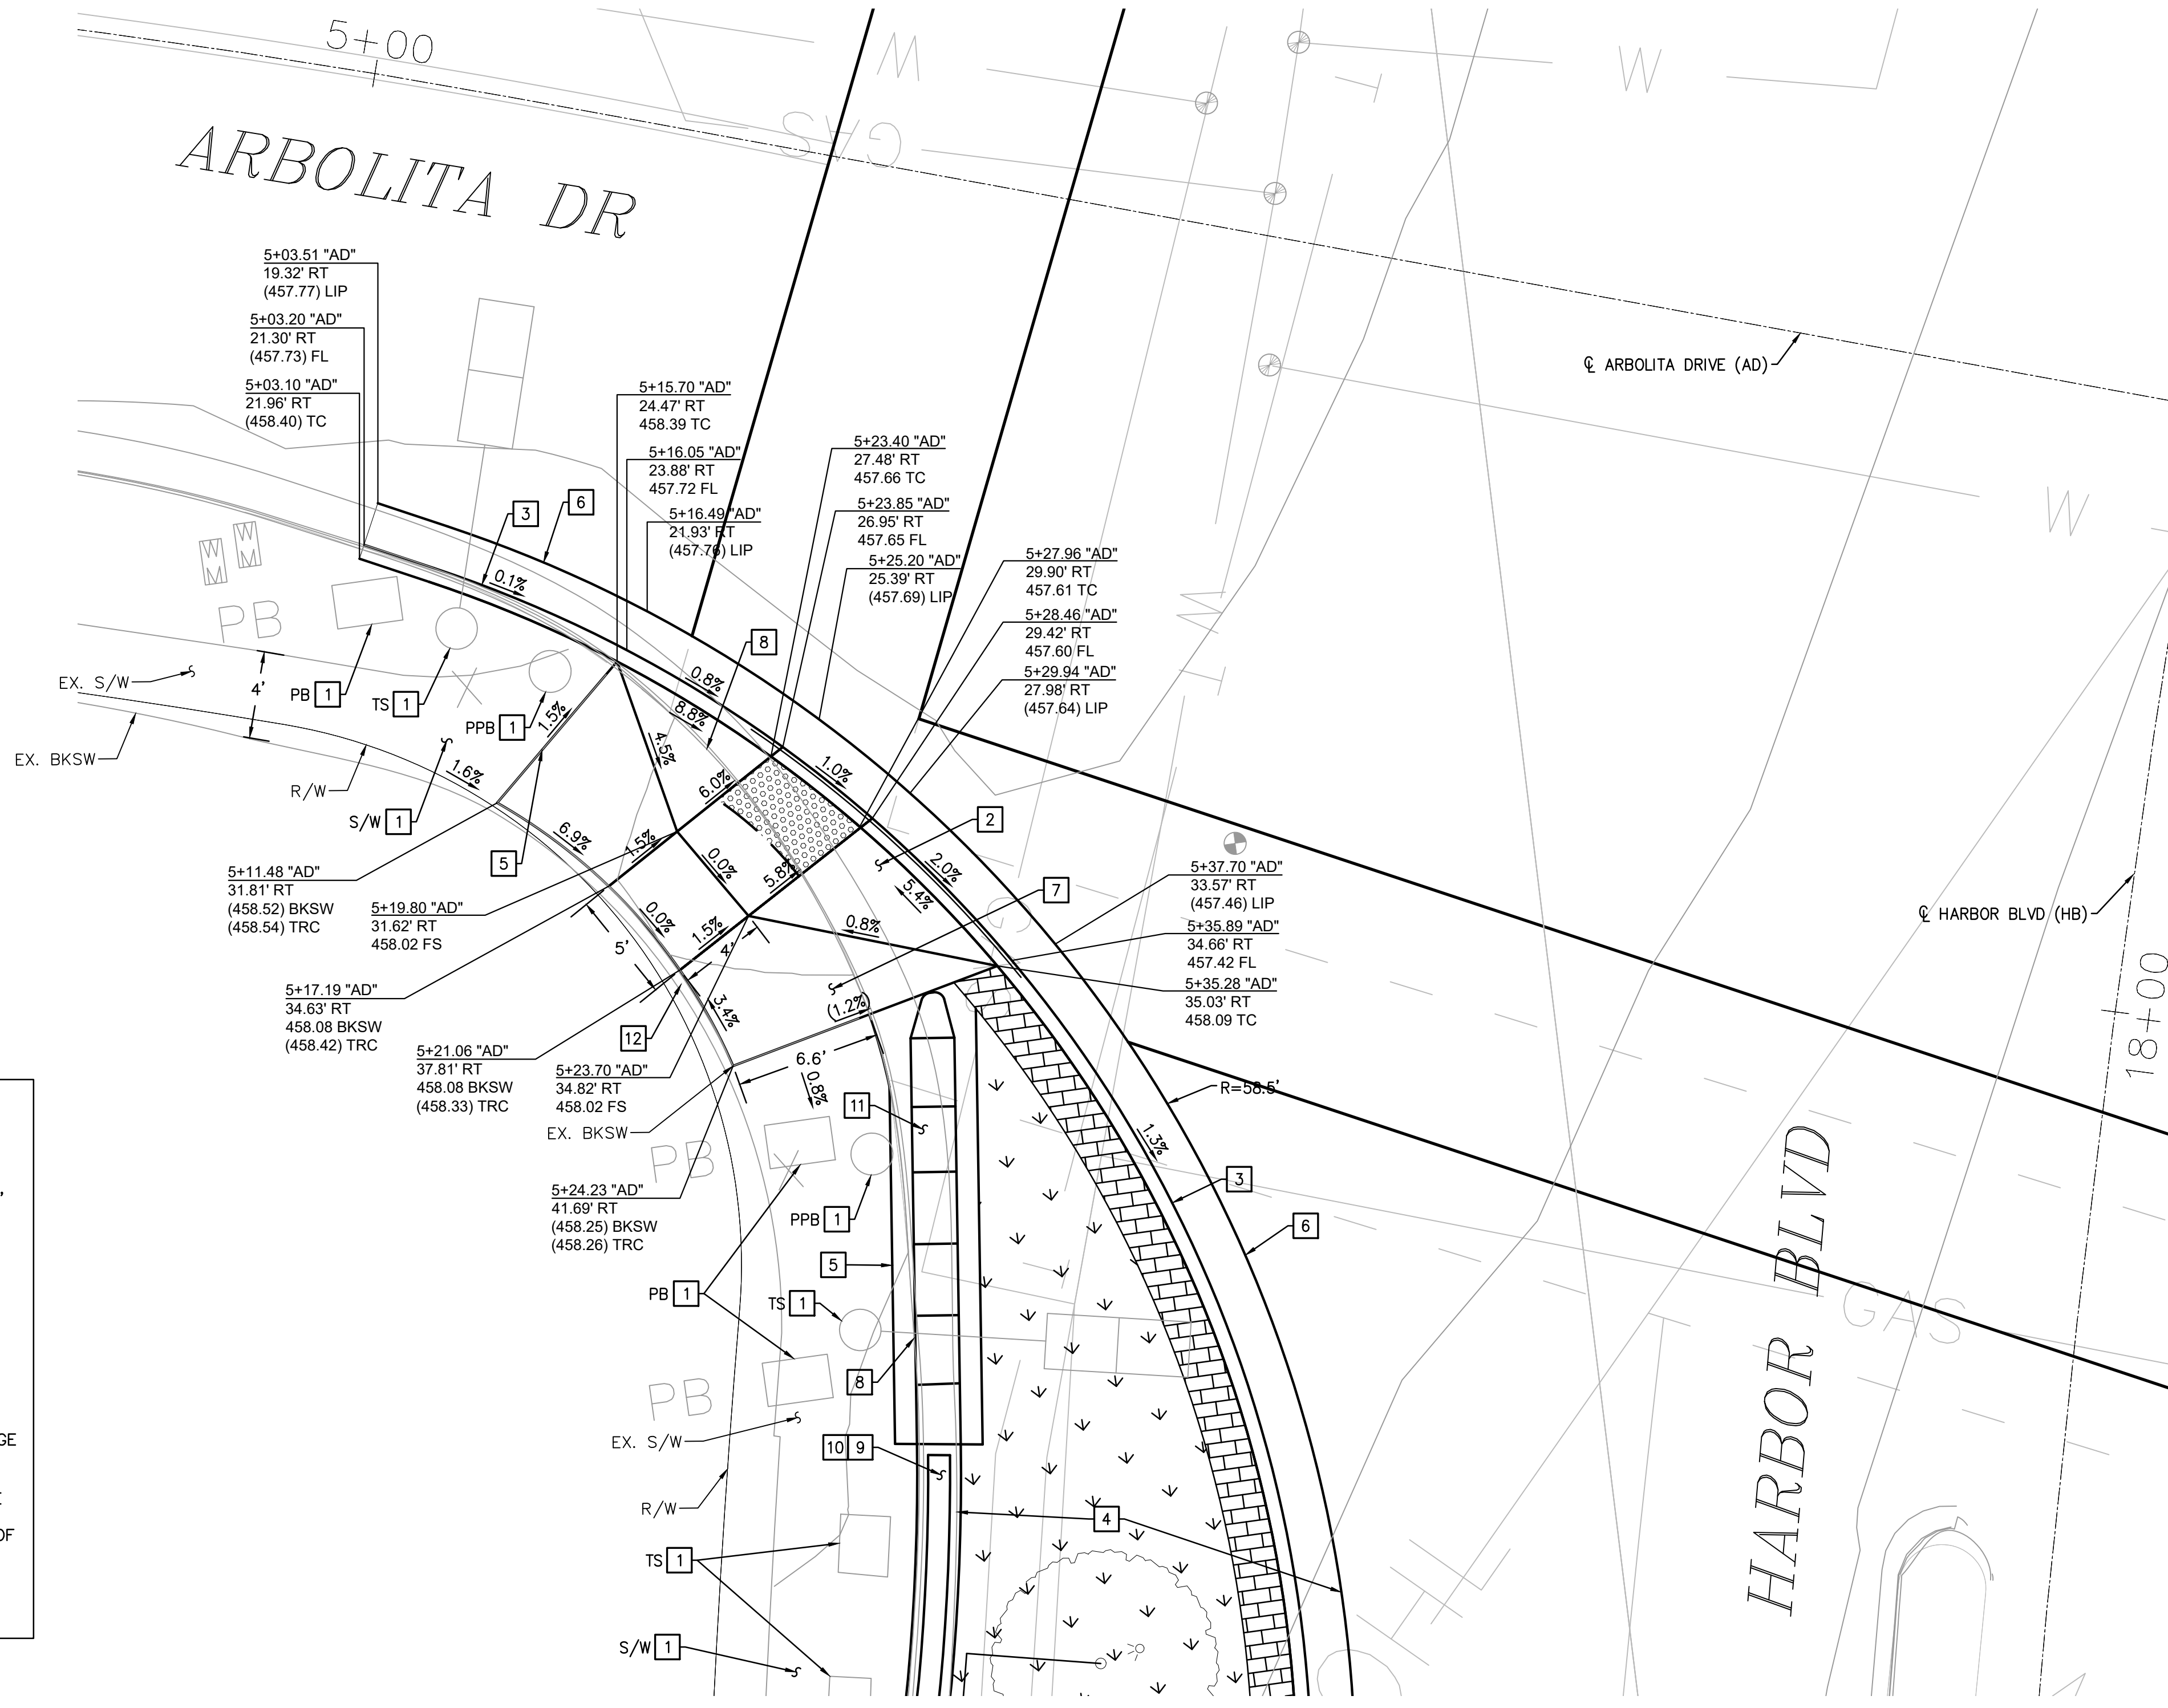 5+00
ARBOLITA DR
W
GAS
T
W
5+03.51 "AD"
19.32' RT
(457.77) LIP
5+03.20 "AD"
21.30' RT
(457.73) FL
5+03.10 "AD"
21.96' RT
(458.40) TC
5+15.70 "AD"
24.47' RT
458.39 TC
5+16.05 "AD"
23.88' RT
457.72 FL
5+16.49 "AD"
21.93' RT
(457.76) LIP
5+23.40 "AD"
27.48' RT
457.66 TC
5+23.85 "AD"
26.95' RT
457.65 FL
5+25.20 "AD"
25.39' RT
(457.69) LIP
5+27.96 "AD"
29.90' RT
457.61 TC
5+28.46 "AD"
29.42' RT
457.60 FL
5+29.94 "AD"
27.98' RT
(457.64) LIP
℄ ARBOLITA DRIVE (AD)
W
W
T
3
6
0.1%
WM
WM
PB
8
0.8%
8.8%
EX. S/W
4'
PB 1
TS 1
PPB 1
1.5%
4.5%
6.0%
1.0%
EX. BKSW
R/W
1.6%
S/W 1
5
6.9%
1.5%
0.0%
5.8%
2
2.0%
5.4%
7
0.8%
5+11.48 "AD"
31.81' RT
(458.52) BKSW
(458.54) TRC
5+19.80 "AD"
31.62' RT
458.02 FS
5+17.19 "AD"
34.63' RT
458.08 BKSW
(458.42) TRC
5'
0.0%
1.5%
4'
12
3.4%
(1.2%)
5+37.70 "AD"
33.57' RT
(457.46) LIP
5+35.89 "AD"
34.66' RT
457.42 FL
5+35.28 "AD"
35.03' RT
458.09 TC
℄ HARBOR BLVD (HB)
18+00
5+21.06 "AD"
37.81' RT
458.08 BKSW
(458.33) TRC
5+23.70 "AD"
34.82' RT
458.02 FS
EX. BKSW
6.6'
0.8%
11
R=58.5'
1.3%
PB
5+24.23 "AD"
41.69' RT
(458.25) BKSW
(458.26) TRC
PPB 1
3
6
5
PB 1
TS 1
8
PB
EX. S/W
10 9
R/W
4
TS 1
S/W 1
GAS
HARBOR BLVD
GE
OF